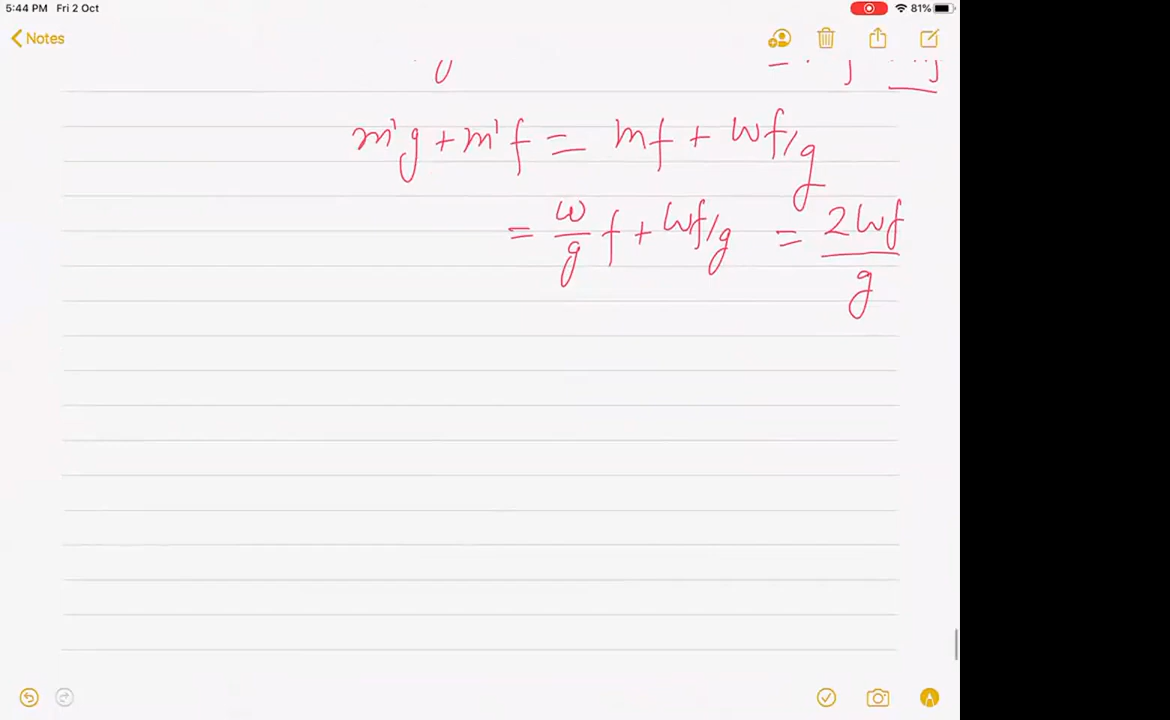 5:44 PM Fri 2 Oct 81%
Notes
m'g + m'f = mf + Wf/g
= w/g f + Wf/g = 2Wf/g